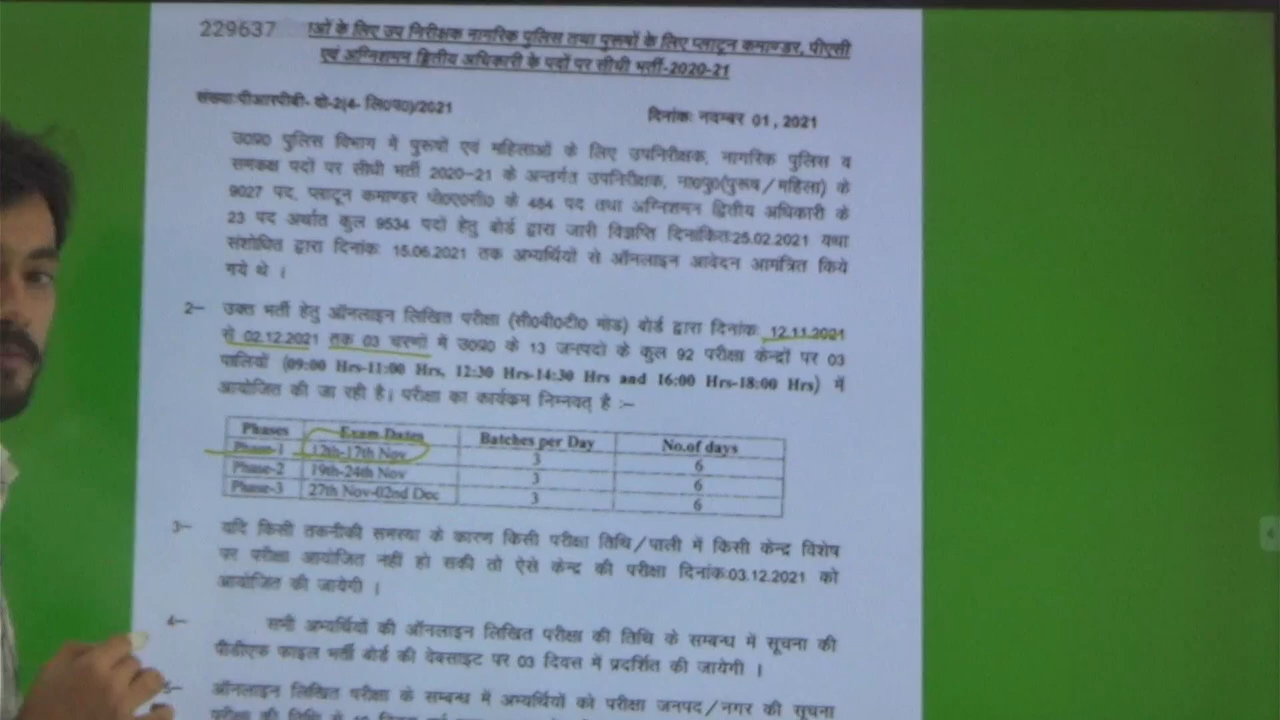 229637
ओं के लिए उप निरीक्षक नागरिक पुलिस तथा पुरूषों के लिए प्लाटून कमाण्डर, पीएसी
एवं अग्निशमन द्वितीय अधिकारी के पदों पर सीधी भर्ती-2020-21
संख्या:पीआरपीबी- दो-2(4- लि0प0)/2021
दिनांकः नवम्बर 01, 2021
उ0प्र0 पुलिस विभाग में पुरूषों एवं महिलाओं के लिए उपनिरीक्षक, नागरिक पुलिस व
समकक्ष पदों पर सीधी भर्ती 2020-21 के अन्तर्गत उपनिरीक्षक, ना0पु0(पुरूष/महिला) के
9027 पद, प्लाटून कमाण्डर पी0ए0सी0 के 484 पद तथा अग्निशमन द्वितीय अधिकारी के
23 पद अर्थात कुल 9534 पदों हेतु बोर्ड द्वारा जारी विज्ञप्ति दिनांकित:25.02.2021 यथा
संशोधित द्वारा दिनांकः 15.06.2021 तक अभ्यर्थियों से ऑनलाइन आवेदन आमंत्रित किये
गये थे ।
2- उक्त भर्ती हेतु ऑनलाइन लिखित परीक्षा (सी0बी0टी0 मोड) बोर्ड द्वारा दिनांकः 12.11.2021
से 02.12.2021 तक 03 चरणों में उ0प्र0 के 13 जनपदों के कुल 92 परीक्षा केन्द्रों पर 03
पालियों (09:00 Hrs-11:00 Hrs, 12:30 Hrs-14:30 Hrs and 16:00 Hrs-18:00 Hrs) में
आयोजित की जा रही है। परीक्षा का कार्यक्रम निम्नवत् है :-
Phases Exam Dates Batches per Day No.of days
Phase-1 12th-17th Nov 3 6
Phase-2 19th-24th Nov 3 6
Phase-3 27th Nov-02nd Dec 3 6
3- यदि किसी तकनीकी समस्या के कारण किसी परीक्षा तिथि/पाली में किसी केन्द्र विशेष
पर परीक्षा आयोजित नहीं हो सकी तो ऐसे केन्द्र की परीक्षा दिनांक:03.12.2021 को
आयोजित की जायेगी ।
4- सभी अभ्यर्थियों की ऑनलाइन लिखित परीक्षा की तिथि के सम्बन्ध में सूचना की
पीडीएफ फाइल भर्ती बोर्ड की वेबसाइट पर 03 दिवस में प्रदर्शित की जायेगी ।
5- ऑनलाइन लिखित परीक्षा के सम्बन्ध में अभ्यर्थियों को परीक्षा जनपद/नगर की सूचना
परीक्षा की तिथि से 10